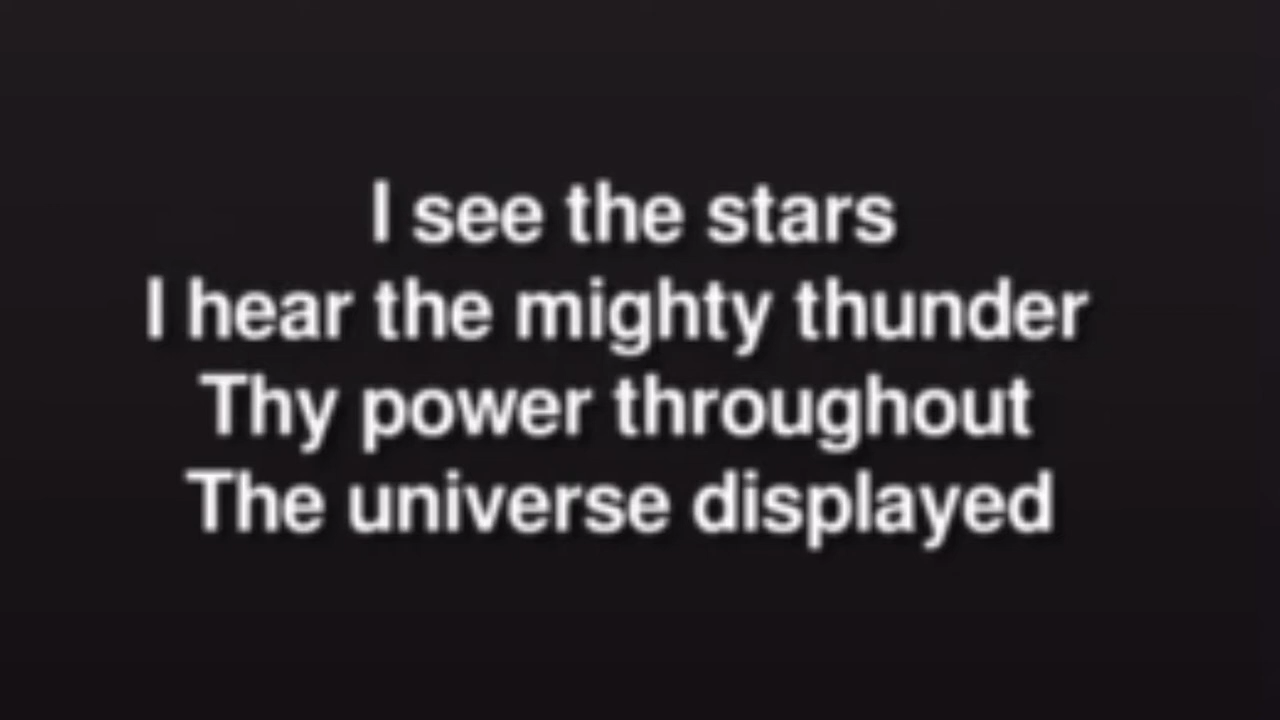 I see the stars
I hear the mighty thunder
Thy power throughout
The universe displayed